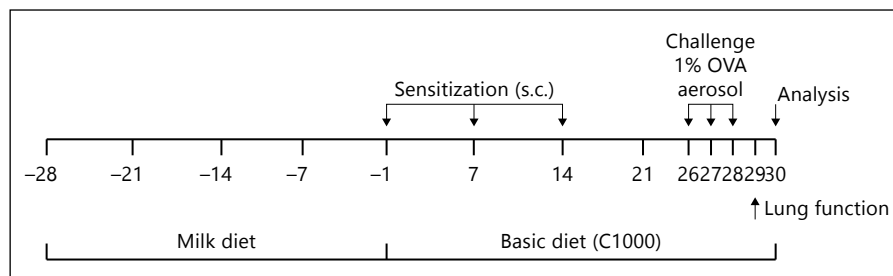 Challenge
1% OVA
aerosol
Sensitization (s.c.)
Analysis
–28 –21 –14 –7 –1 7 14 21 26 27 28 29 30
Lung function
Milk diet
Basic diet (C1000)